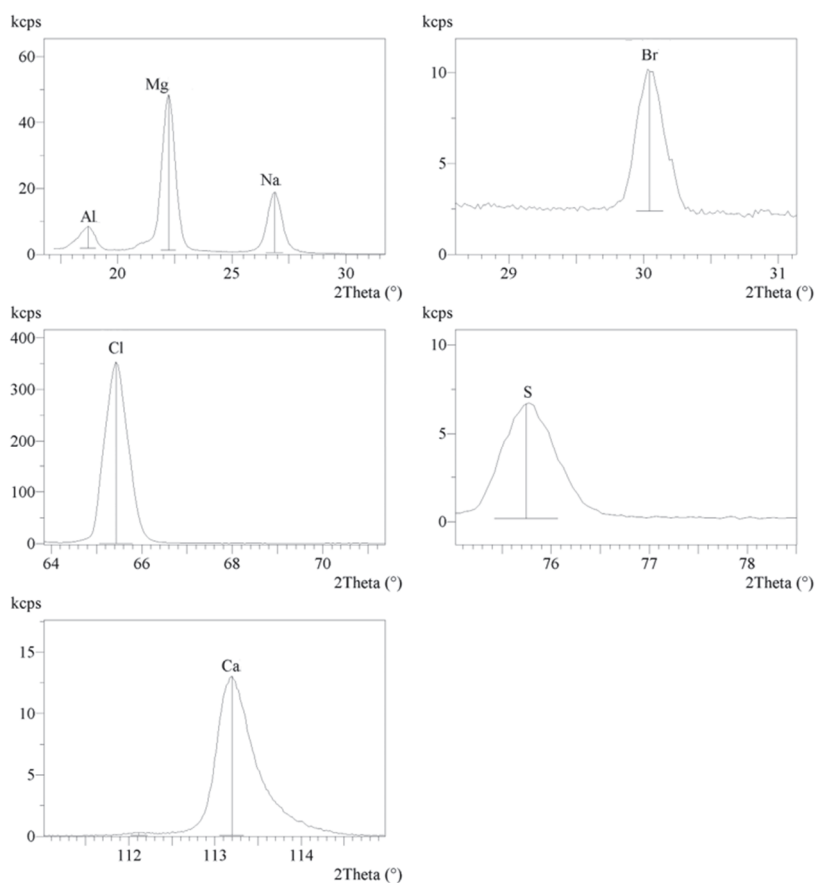 kcps
60
40
20
0
Al
Mg
Na
20 25 30
2Theta (°)
kcps
10
5
0
Br
29 30 31
2Theta (°)
kcps
400
300
200
100
0
Cl
64 66 68 70
2Theta (°)
kcps
10
5
0
S
76 77 78
2Theta (°)
kcps
15
10
5
0
Ca
112 113 114
2Theta (°)